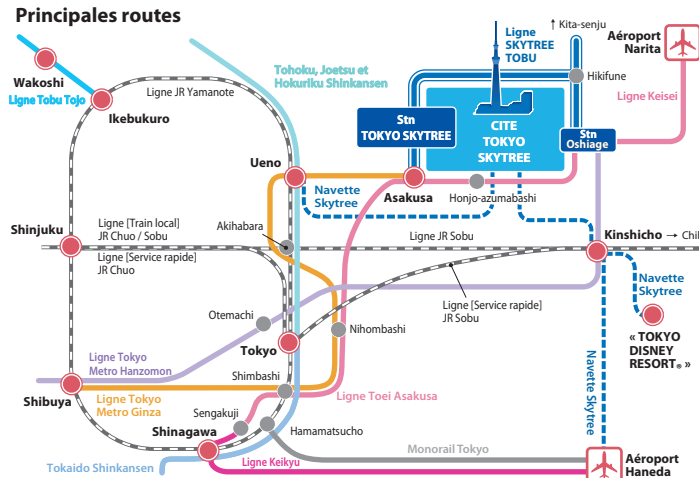 Principales routes
↑ Kita-senju
Ligne
SKYTREE
TOBU
Aéroport
Narita
Tohoku, Joetsu et
Hokuriku Shinkansen
Wakoshi
Ligne Tobu Tojo
Ligne JR Yamanote
Hikifune
Ligne Keisei
Ikebukuro
Stn
TOKYO SKYTREE
CITE
TOKYO
SKYTREE
Stn
Oshiage
Ueno
Navette
Skytree
Asakusa
Honjo-azumabashi
Shinjuku
Ligne [Train local]
JR Chuo / Sobu
Akihabara
Ligne JR Sobu
Kinshicho
Ligne [Service rapide]
JR Chuo
Navette
Skytree
Ligne [Service rapide]
JR Sobu
Otemachi
Nihombashi
« TOKYO
DISNEY
RESORT® »
Tokyo
Ligne Tokyo
Metro Hanzomon
Shimbashi
Navette Skytree
Shibuya
Ligne Tokyo
Metro Ginza
Ligne Toei Asakusa
Sengakuji
Shinagawa
Hamamatsucho
Monorail Tokyo
Tokaido Shinkansen
Ligne Keikyu
Aéroport
Haneda